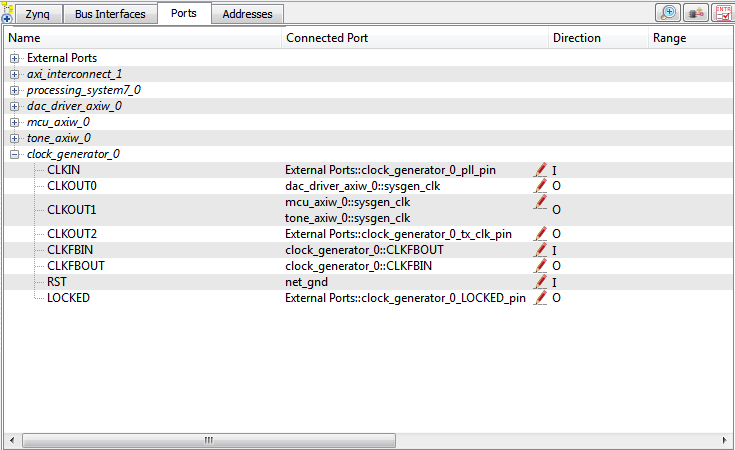 Zynq Bus Interfaces Ports Addresses
Name Connected Port Direction Range
External Ports
axi_interconnect_1
processing_system7_0
dac_driver_axiw_0
mcu_axiw_0
tone_axiw_0
clock_generator_0
CLKIN External Ports::clock_generator_0_pll_pin I
CLKOUT0 dac_driver_axiw_0::sysgen_clk O
CLKOUT1 mcu_axiw_0::sysgen_clk O
tone_axiw_0::sysgen_clk
CLKOUT2 External Ports::clock_generator_0_tx_clk_pin O
CLKFBIN clock_generator_0::CLKFBOUT I
CLKFBOUT clock_generator_0::CLKFBIN O
RST net_gnd I
LOCKED External Ports::clock_generator_0_LOCKED_pin O